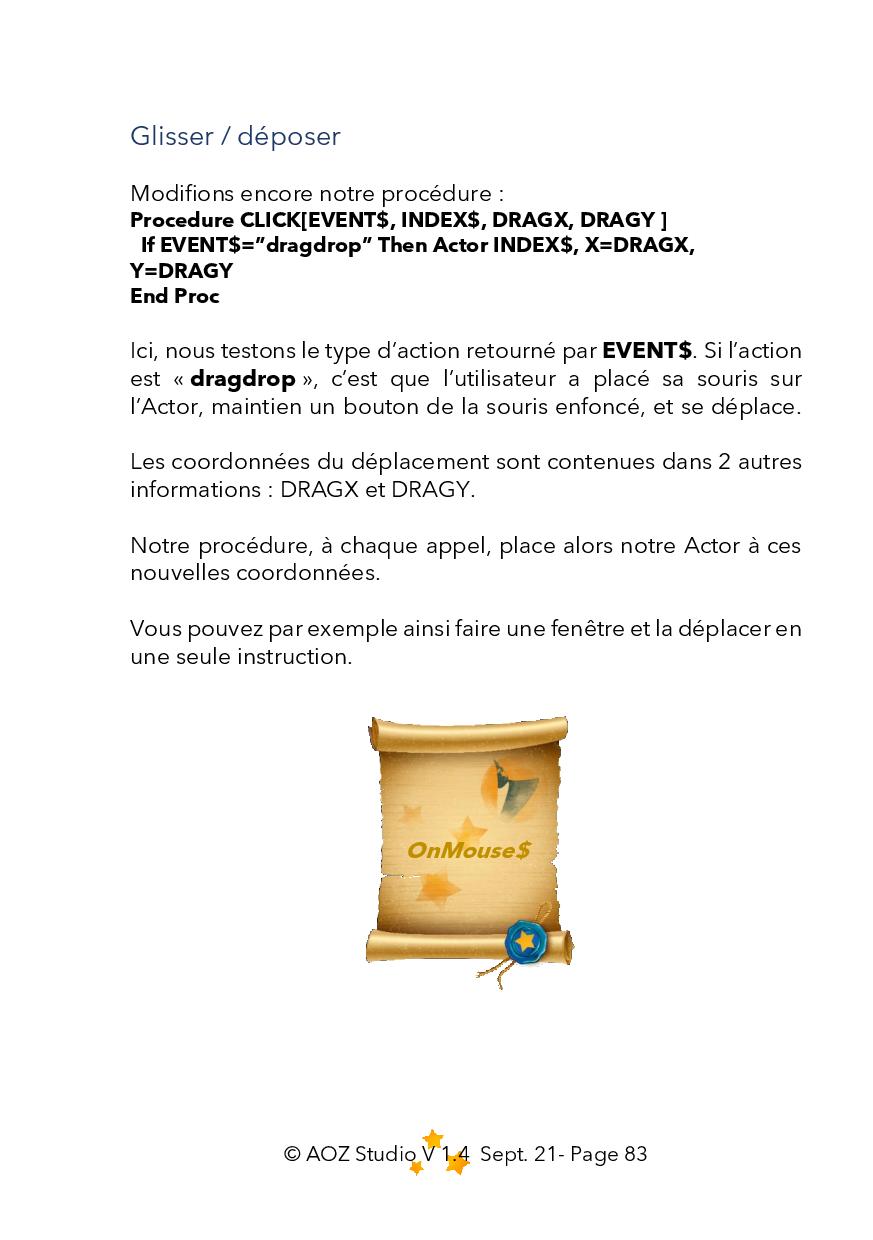 Glisser / déposer
Modifions encore notre procédure :
Procedure CLICK[EVENT$, INDEX$, DRAGX, DRAGY ]
If EVENT$=”dragdrop” Then Actor INDEX$, X=DRAGX,
Y=DRAGY
End Proc
Ici, nous testons le type d’action retourné par EVENT$. Si l’action
est « dragdrop », c’est que l’utilisateur a placé sa souris sur
l’Actor, maintien un bouton de la souris enfoncé, et se déplace.
Les coordonnées du déplacement sont contenues dans 2 autres
informations : DRAGX et DRAGY.
Notre procédure, à chaque appel, place alors notre Actor à ces
nouvelles coordonnées.
Vous pouvez par exemple ainsi faire une fenêtre et la déplacer en
une seule instruction.
OnMouse$
© AOZ Studio V 1.4 Sept. 21- Page 83